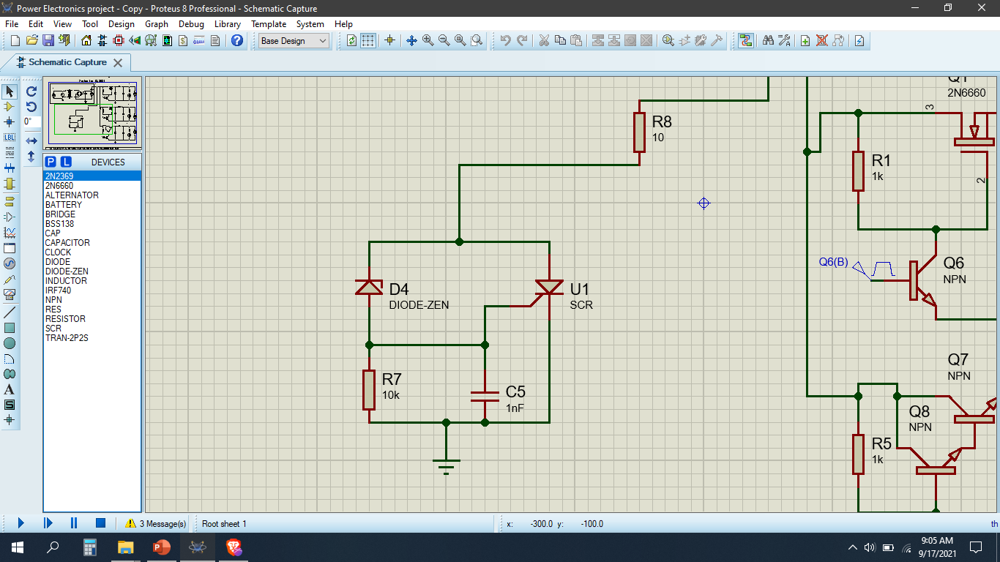 Power Electronics project - Copy - Proteus 8 Professional - Schematic Capture
File Edit View Tool Design Graph Debug Library Template System Help
Base Design
Schematic Capture
0°
LBL
P L DEVICES
2N2369
2N6660
ALTERNATOR
BATTERY
BRIDGE
BSS138
CAP
CAPACITOR
CLOCK
DIODE
DIODE-ZEN
INDUCTOR
IRF740
NPN
RES
RESISTOR
SCR
TRAN-2P2S
A
S
R8
10
Q1
2N6660
3
2
R1
1k
Q6(B)
Q6
NPN
D4
DIODE-ZEN
U1
SCR
R7
10k
C5
1nF
Q7
NPN
Q8
NPN
R5
1k
3 Message(s)
Root sheet 1
x: -300.0 y: -100.0
th
9:05 AM
9/17/2021